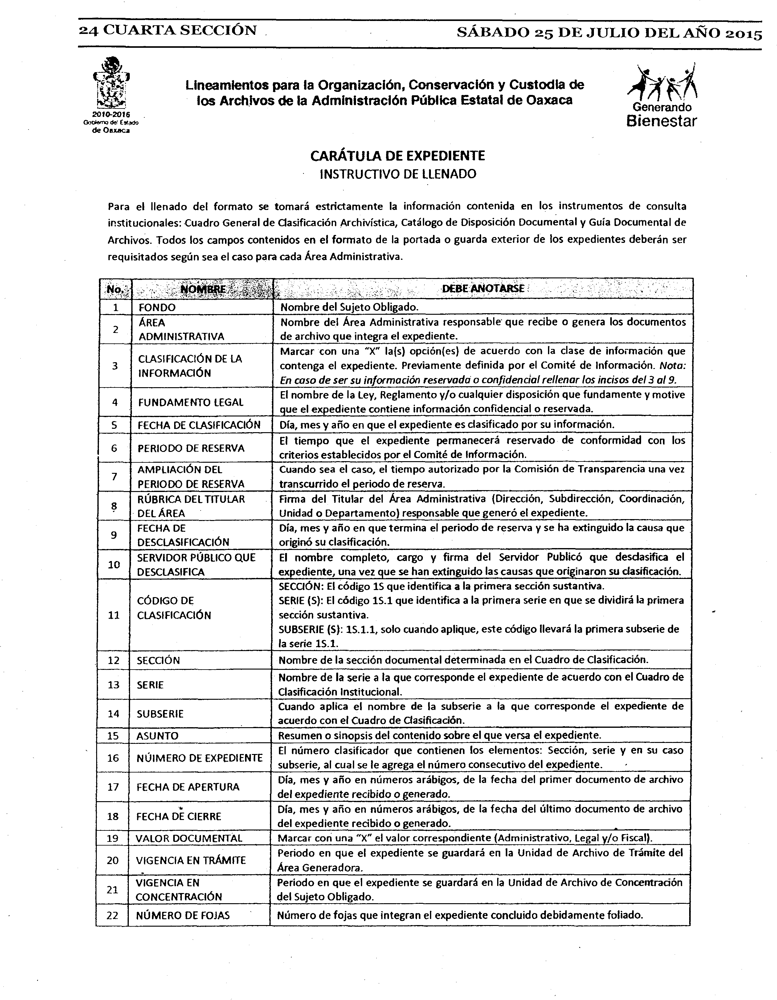 24 CUARTA SECCIÓN
SÁBADO 25 DE JULIO DEL AÑO 2015
2010-2016
Gobierno del Estado
de Oaxaca
Lineamientos para la Organización, Conservación y Custodia de
los Archivos de la Administración Pública Estatal de Oaxaca
Generando
Bienestar
CARÁTULA DE EXPEDIENTE
INSTRUCTIVO DE LLENADO
Para el llenado del formato se tomará estrictamente la información contenida en los instrumentos de consulta
institucionales: Cuadro General de Clasificación Archivística, Catálogo de Disposición Documental y Guía Documental de
Archivos. Todos los campos contenidos en el formato de la portada o guarda exterior de los expedientes deberán ser
requisitados según sea el caso para cada Área Administrativa.
No. NOMBRE DEBE ANOTARSE
1 FONDO Nombre del Sujeto Obligado.
2 ÁREA
ADMINISTRATIVA
Nombre del Área Administrativa responsable que recibe o genera los documentos
de archivo que integra el expediente.
3 CLASIFICACIÓN DE LA
INFORMACIÓN
Marcar con una "X" la(s) opción(es) de acuerdo con la clase de información que
contenga el expediente. Previamente definida por el Comité de Información. Nota:
En caso de ser su información reservada o confidencial rellenar los incisos del 3 al 9.
4 FUNDAMENTO LEGAL
El nombre de la Ley, Reglamento y/o cualquier disposición que fundamente y motive
que el expediente contiene información confidencial o reservada.
5 FECHA DE CLASIFICACIÓN Día, mes y año en que el expediente es clasificado por su información.
6 PERIODO DE RESERVA
El tiempo que el expediente permanecerá reservado de conformidad con los
criterios establecidos por el Comité de Información.
7 AMPLIACIÓN DEL
PERIODO DE RESERVA
Cuando sea el caso, el tiempo autorizado por la Comisión de Transparencia una vez
transcurrido el periodo de reserva.
8 RÚBRICA DEL TITULAR
DEL ÁREA
Firma del Titular del Área Administrativa (Dirección, Subdirección, Coordinación,
Unidad o Departamento) responsable que generó el expediente.
9 FECHA DE
DESCLASIFICACIÓN
Día, mes y año en que termina el periodo de reserva y se ha extinguido la causa que
originó su clasificación.
10 SERVIDOR PÚBLICO QUE
DESCLASIFICA
El nombre completo, cargo y firma del Servidor Publicó que desclasifica el
expediente, una vez que se han extinguido las causas que originaron su clasificación.
11 CÓDIGO DE
CLASIFICACIÓN
SECCIÓN: El código 1S que identifica a la primera sección sustantiva.
SERIE (S): El código 1S.1 que identifica a la primera serie en que se dividirá la primera
sección sustantiva.
SUBSERIE (S): 1S.1.1, solo cuando aplique, este código llevará la primera subserie de
la serie 1S.1.
12 SECCIÓN Nombre de la sección documental determinada en el Cuadro de Clasificación.
13 SERIE
Nombre de la serie a la que corresponde el expediente de acuerdo con el Cuadro de
Clasificación Institucional.
14 SUBSERIE
Cuando aplica el nombre de la subserie a la que corresponde el expediente de
acuerdo con el Cuadro de Clasificación.
15 ASUNTO Resumen o sinopsis del contenido sobre el que versa el expediente.
16 NÚIMERO DE EXPEDIENTE
El número clasificador que contienen los elementos: Sección, serie y en su caso
subserie, al cual se le agrega el número consecutivo del expediente.
17 FECHA DE APERTURA
Día, mes y año en números arábigos, de la fecha del primer documento de archivo
del expediente recibido o generado.
18 FECHA DE CIERRE
Día, mes y año en números arábigos, de la fecha del último documento de archivo
del expediente recibido o generado.
19 VALOR DOCUMENTAL Marcar con una "X" el valor correspondiente (Administrativo, Legal y/o Fiscal).
20 VIGENCIA EN TRÁMITE
Periodo en que el expediente se guardará en la Unidad de Archivo de Trámite del
Área Generadora.
21 VIGENCIA EN
CONCENTRACIÓN
Periodo en que el expediente se guardará en la Unidad de Archivo de Concentración
del Sujeto Obligado.
22 NÚMERO DE FOJAS Número de fojas que integran el expediente concluido debidamente foliado.